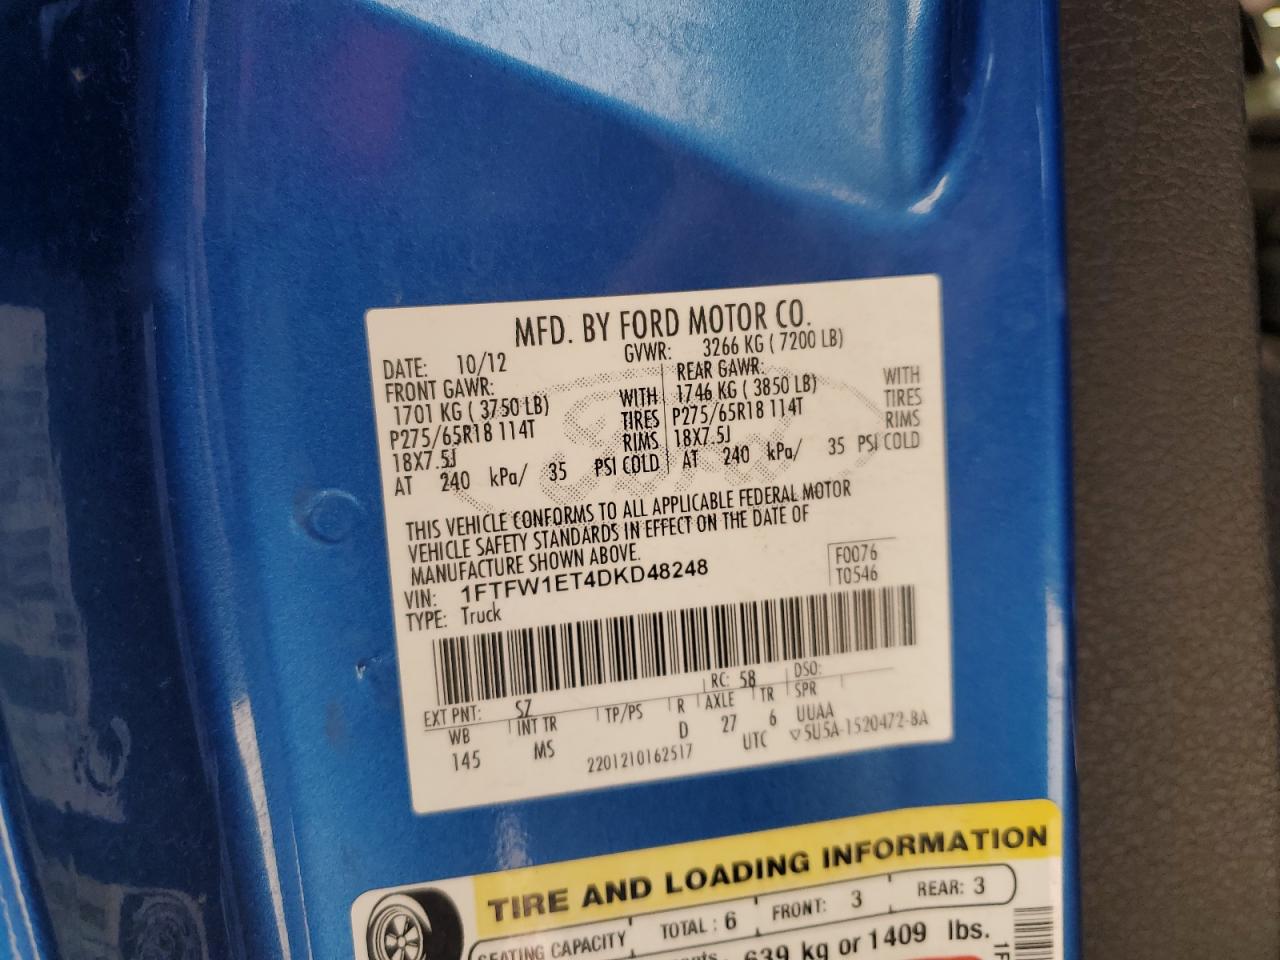 MFD. BY FORD MOTOR CO.
DATE: 10/12 GVWR: 3266 KG ( 7200 LB)
FRONT GAWR: REAR GAWR:
1701 KG ( 3750 LB) WITH 1746 KG ( 3850 LB) WITH
P275/65R18 114T TIRES P275/65R18 114T TIRES
18X7.5J RIMS 18X7.5J RIMS
AT 240 kPa/ 35 PSI COLD AT 240 kPa/ 35 PSI COLD
THIS VEHICLE CONFORMS TO ALL APPLICABLE FEDERAL MOTOR
VEHICLE SAFETY STANDARDS IN EFFECT ON THE DATE OF
MANUFACTURE SHOWN ABOVE.
VIN: 1FTFW1ET4DKD48248 F0076
TYPE: Truck T0546
EXT PNT: SZ RC: 58 DSO:
WB INT TR TP/PS R AXLE TR SPR
145 MS D 27 6 UUAA
2201210162517 UTC ▽5U5A-1520472-BA
TIRE AND LOADING INFORMATION
SEATING CAPACITY TOTAL : 6 FRONT: 3 REAR: 3
639 kg or 1409 lbs.